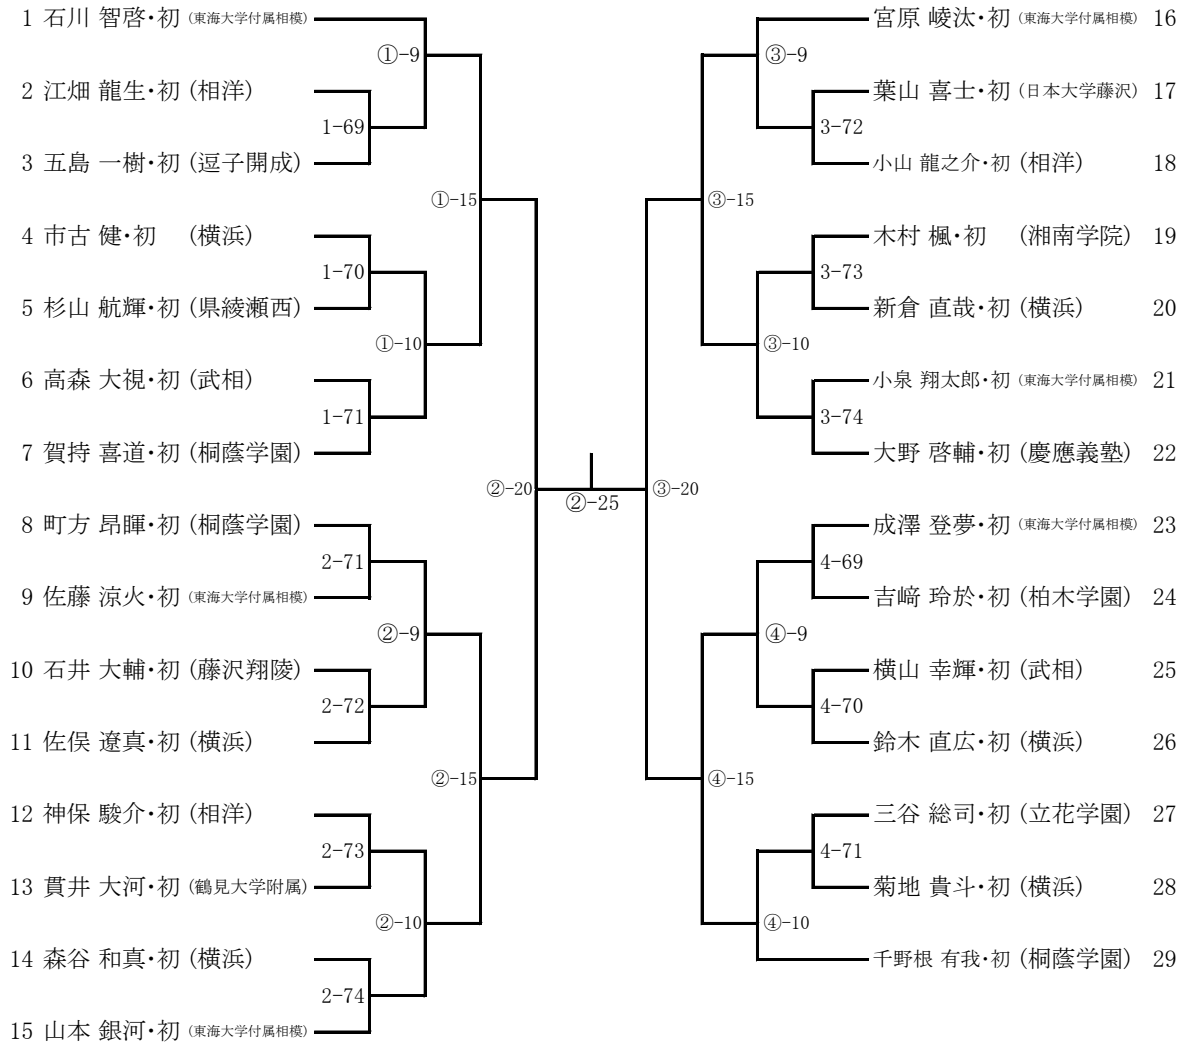 1 石川 智啓・初 (東海大学付属相模)
①-9
2 江畑 龍生・初 (相洋)
1-69
3 五島 一樹・初 (逗子開成)
①-15
4 市古 健・初 (横浜)
1-70
5 杉山 航輝・初 (県綾瀬西)
①-10
6 高森 大視・初 (武相)
1-71
7 賀持 喜道・初 (桐蔭学園)
②-20
8 町方 昂暉・初 (桐蔭学園)
2-71
9 佐藤 涼火・初 (東海大学付属相模)
②-9
10 石井 大輔・初 (藤沢翔陵)
2-72
11 佐俣 遼真・初 (横浜)
②-15
12 神保 駿介・初 (相洋)
2-73
13 貫井 大河・初 (鶴見大学附属)
②-10
14 森谷 和真・初 (横浜)
2-74
15 山本 銀河・初 (東海大学付属相模)
②-25
宮原 崚汰・初 (東海大学付属相模) 16
③-9
葉山 喜士・初 (日本大学藤沢) 17
3-72
小山 龍之介・初 (相洋) 18
③-15
木村 楓・初 (湘南学院) 19
3-73
新倉 直哉・初 (横浜) 20
③-10
小泉 翔太郎・初 (東海大学付属相模) 21
3-74
大野 啓輔・初 (慶應義塾) 22
③-20
成澤 登夢・初 (東海大学付属相模) 23
4-69
吉﨑 玲於・初 (柏木学園) 24
④-9
横山 幸輝・初 (武相) 25
4-70
鈴木 直広・初 (横浜) 26
④-15
三谷 総司・初 (立花学園) 27
4-71
菊地 貴斗・初 (横浜) 28
④-10
千野根 有我・初 (桐蔭学園) 29